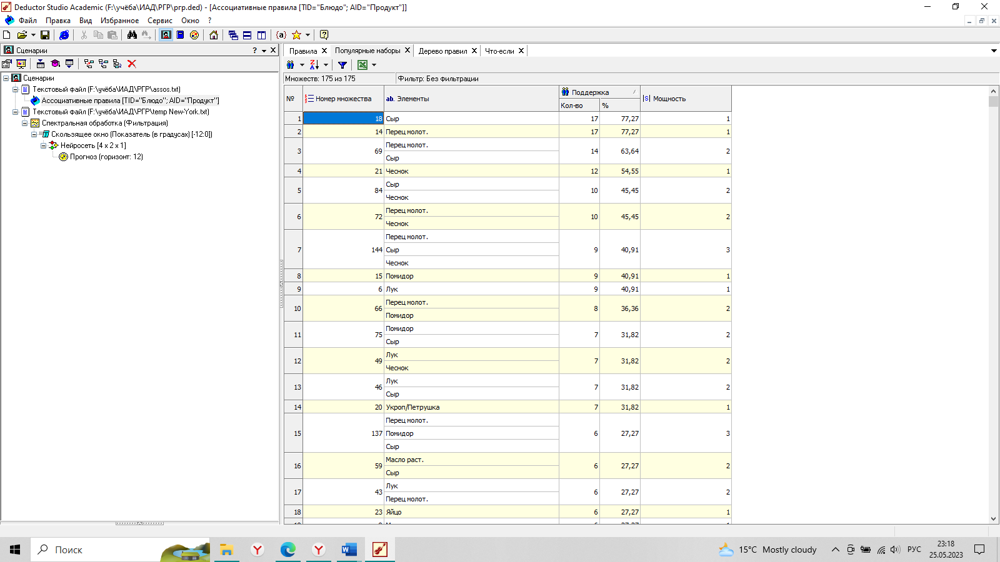 Deductor Studio Academic (F:\учёба\ИАД\РГР\ргр.ded) - [Ассоциативные правила [TID="Блюдо"; AID="Продукт"]]
Файл Правка Вид Избранное Сервис Окно ?
Сценарии
Сценарии
Текстовый файл (F:\учёба\ИАД\РГР\assos.txt)
Ассоциативные правила [TID="Блюдо"; AID="Продукт"]
Текстовый файл (F:\учёба\ИАД\РГР\temp New-York.txt)
Спектральная обработка (Фильтрация)
Скользящее окно (Показатель (в градусах) [-12:0])
Нейросеть [4 x 2 x 1]
Прогноз (горизонт: 12)
Правила Популярные наборы Дерево правил Что-если
Множеств: 175 из 175 Фильтр: Без фильтрации
№ Номер множества ab. Элементы Поддержка Мощность
Кол-во %
1 18 Сыр 17 77,27 1
2 14 Перец молот. 17 77,27 1
3 69 Перец молот. 14 63,64 2
Сыр
4 21 Чеснок 12 54,55 1
5 84 Сыр 10 45,45 2
Чеснок
6 72 Перец молот. 10 45,45 2
Чеснок
Перец молот.
7 144 Сыр 9 40,91 3
Чеснок
8 15 Помидор 9 40,91 1
9 6 Лук 9 40,91 1
10 66 Перец молот. 8 36,36 2
Помидор
11 75 Помидор 7 31,82 2
Сыр
12 49 Лук 7 31,82 2
Чеснок
13 46 Лук 7 31,82 2
Сыр
14 20 Укроп/Петрушка 7 31,82 1
Перец молот.
15 137 Помидор 6 27,27 3
Сыр
16 59 Масло раст. 6 27,27 2
Сыр
17 43 Лук 6 27,27 2
Перец молот.
18 23 Яйцо 6 27,27 1
Поиск
15°C Mostly cloudy
РУС
23:18
25.05.2023